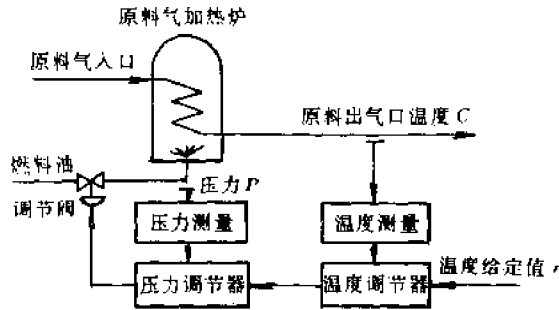 原料气加热炉
原料气入口
原料出气口温度 C
燃料油
压力 P
调节阀
压力测量
温度测量
温度给定值 r
压力调节器
温度调节器